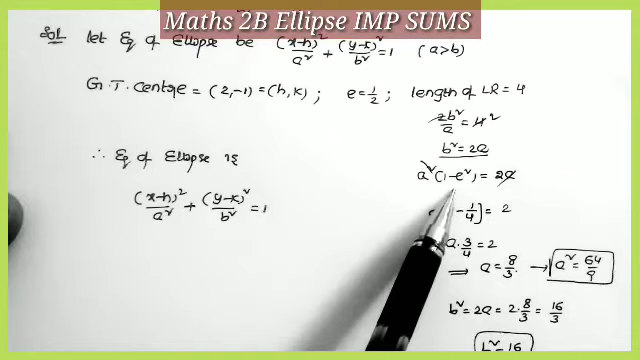 Maths 2B Ellipse IMP SUMS
Sol let Eq of Ellipse be (x-h)²/a² + (y-k)²/b² = 1 (a>b)
G.T. Centre = (2,-1) = (h,k); e = 1/2; length of LR = 4
2b²/a = 4 2
b² = 2a
∴ Eq of Ellipse is
a²(1-e²) = 2a
(x-h)²/a² + (y-k)²/b² = 1
- 1/4] = 2
a·3/4 = 2
⟹ a = 8/3. → a² = 64/9
b² = 2a = 2·8/3 = 16/3
b² = 16